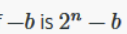 −b is 2ⁿ − b